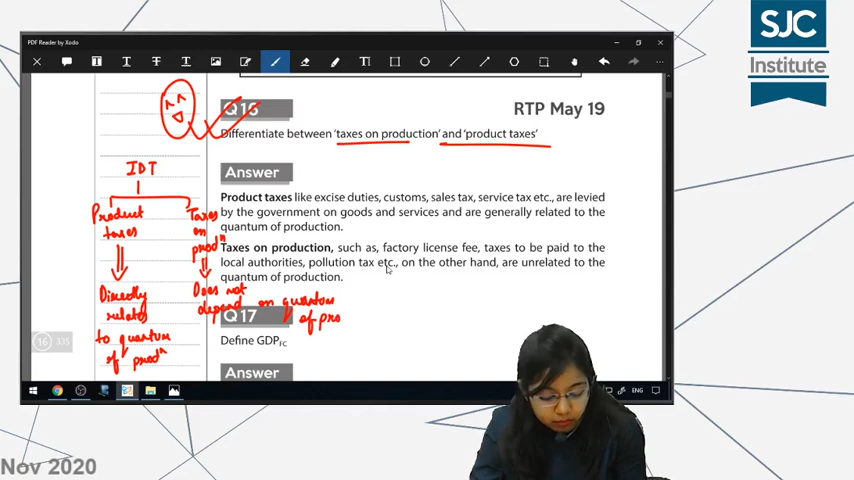 PDF Reader by Xodo
SJC
Institute
Q16
RTP May 19
Differentiate between 'taxes on production' and 'product taxes'
Answer
Product taxes like excise duties, customs, sales tax, service tax etc., are levied
by the government on goods and services and are generally related to the
quantum of production.
Taxes on production, such as, factory license fee, taxes to be paid to the
local authorities, pollution tax etc., on the other hand, are unrelated to the
quantum of production.
Q17
Define GDPFC
Answer
IDT
Product
taxes
Taxes
on
prodⁿ
Directly
relates
to quantum
of prodⁿ
Does not
depend on quantum
of pro
16 335
ENG
Nov 2020